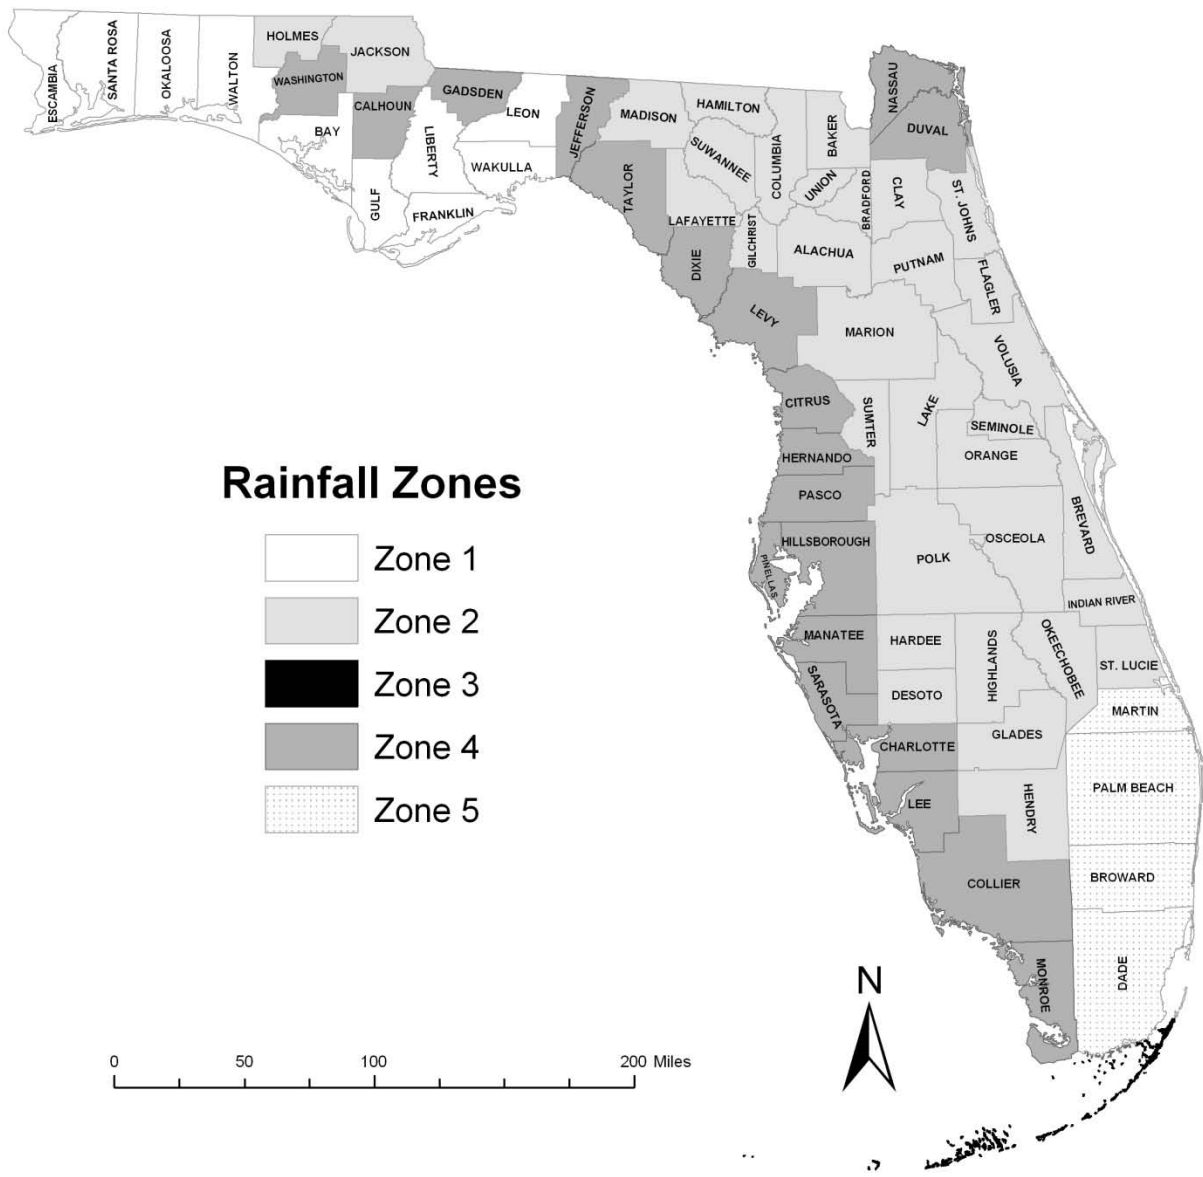 HOLMES
JACKSON
ESCAMBIA
SANTA ROSA
OKALOOSA
WALTON
WASHINGTON
CALHOUN
GADSDEN
LEON
JEFFERSON
MADISON
HAMILTON
BAKER
NASSAU
DUVAL
BAY
LIBERTY
WAKULLA
GULF
FRANKLIN
TAYLOR
SUWANNEE
COLUMBIA
UNION
BRADFORD
CLAY
ST. JOHNS
LAFAYETTE
GILCHRIST
DIXIE
ALACHUA
PUTNAM
FLAGLER
LEVY
MARION
VOLUSIA
CITRUS
SUMTER
LAKE
SEMINOLE
HERNANDO
ORANGE
PASCO
BREVARD
HILLSBOROUGH
PINELLAS
POLK
OSCEOLA
INDIAN RIVER
MANATEE
HARDEE
HIGHLANDS
OKEECHOBEE
ST. LUCIE
SARASOTA
DESOTO
MARTIN
CHARLOTTE
GLADES
LEE
HENDRY
PALM BEACH
COLLIER
BROWARD
MONROE
DADE
Rainfall Zones
Zone 1
Zone 2
Zone 3
Zone 4
Zone 5
N
0 50 100 200 Miles